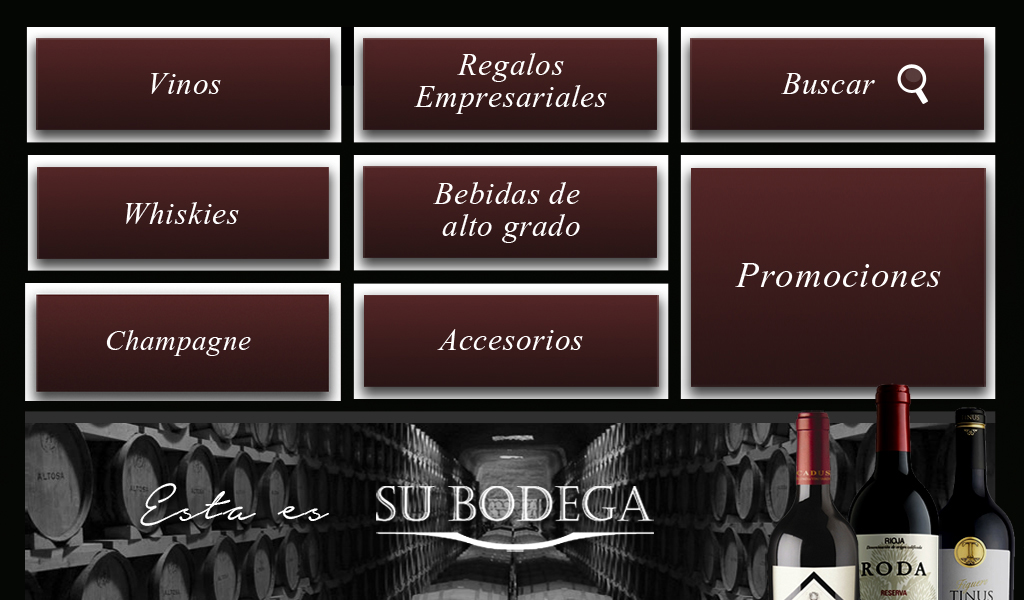 Vinos
Regalos
Empresariales
Buscar
Whiskies
Bebidas de
alto grado
Promociones
Champagne
Accesorios
Esta es
SU BODEGA
ALTOSA
CADUS
RIOJA
RODA
RESERVA
TINUS
TINUS